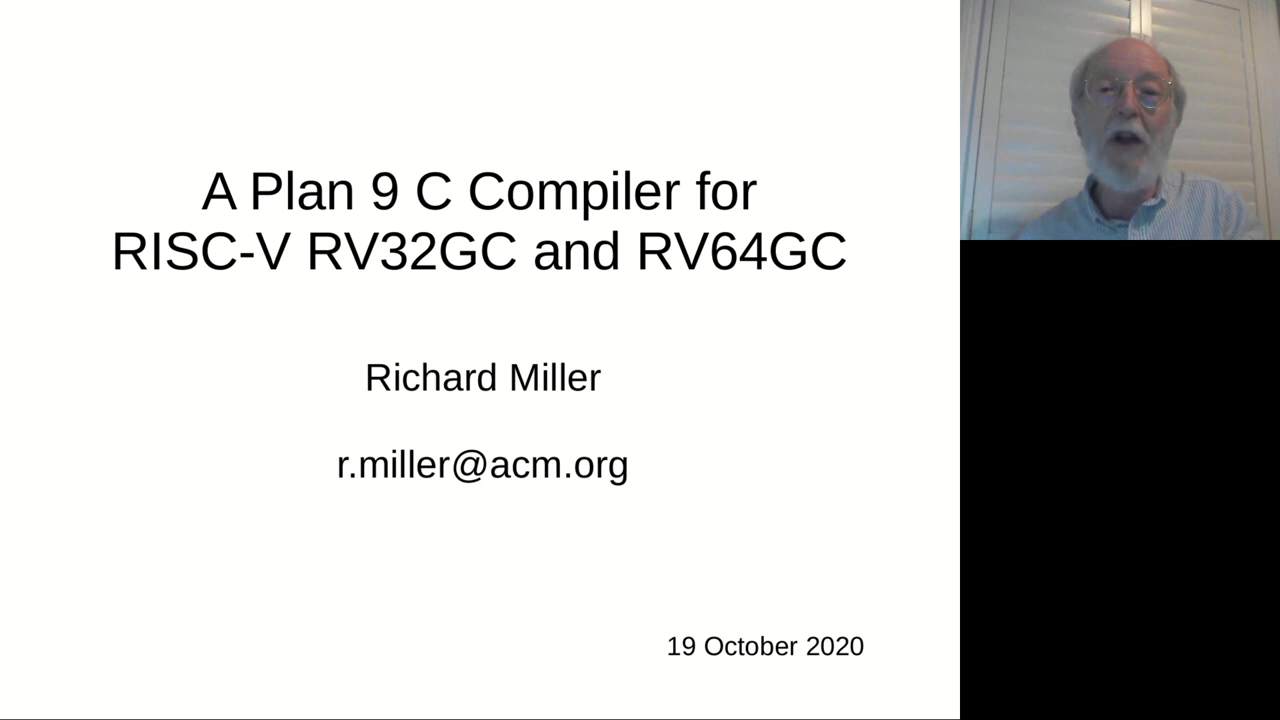 A Plan 9 C Compiler for
RISC-V RV32GC and RV64GC
Richard Miller
r.miller@acm.org
19 October 2020